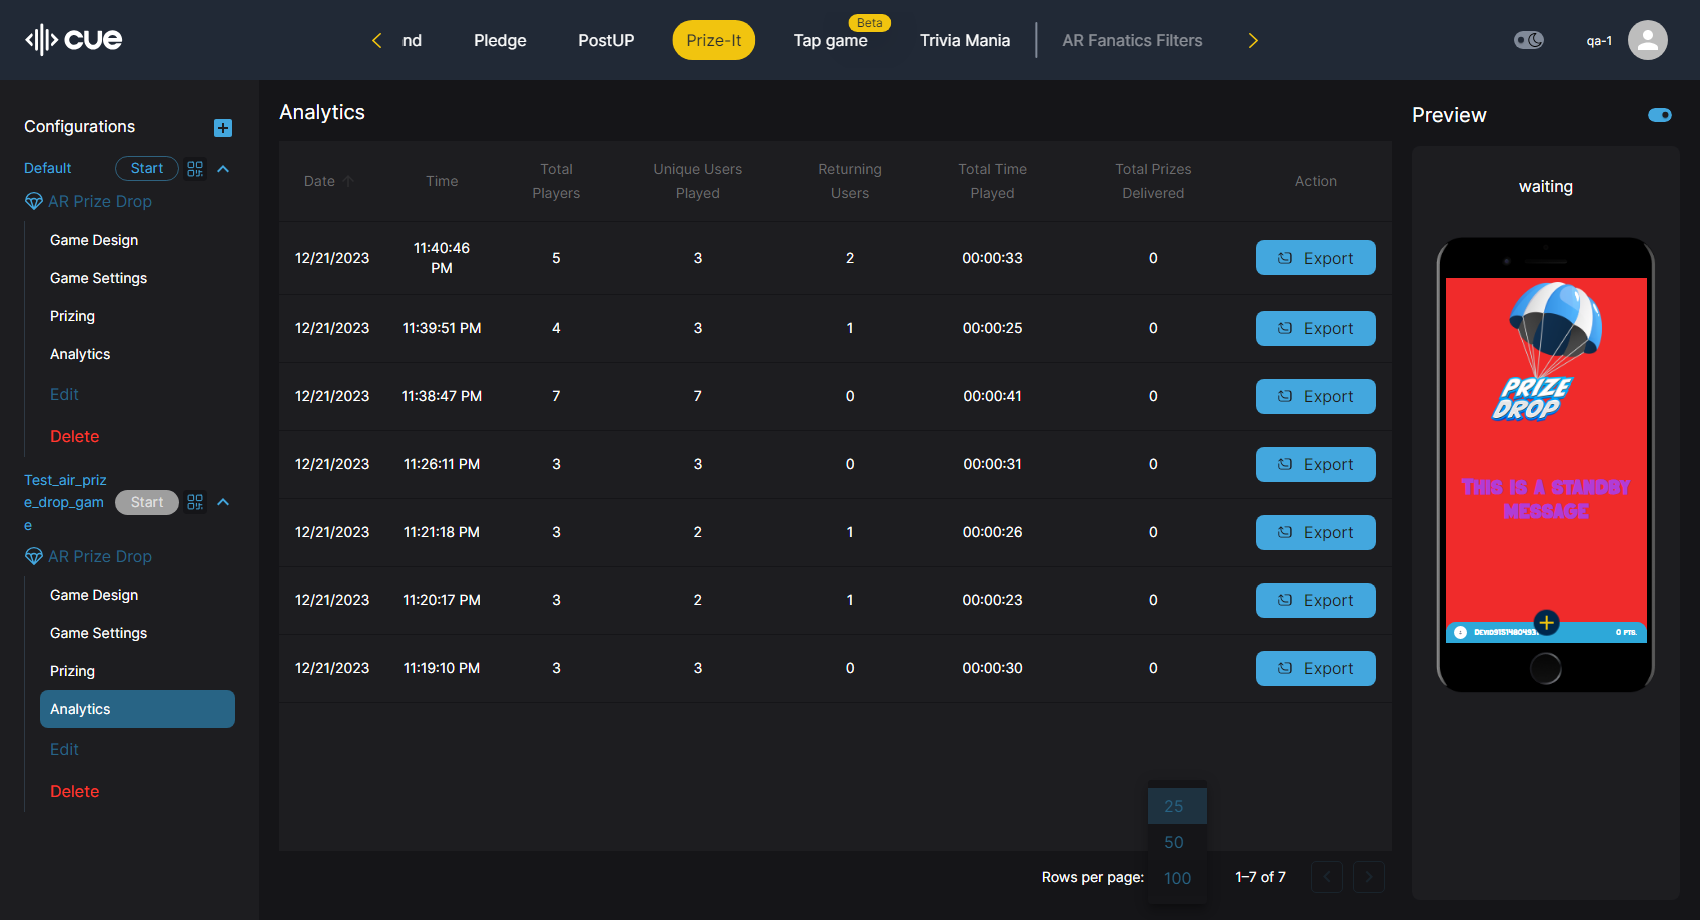 cue
nd
Pledge
PostUP
Prize-It
Beta
Tap game
Trivia Mania
AR Fanatics Filters
qa-1
Configurations
Default
Start
AR Prize Drop
Game Design
Game Settings
Prizing
Analytics
Edit
Delete
Test_air_priz
e_drop_gam
e
Start
AR Prize Drop
Game Design
Game Settings
Prizing
Analytics
Edit
Delete
Analytics
Date
Time
Total
Players
Unique Users
Played
Returning
Users
Total Time
Played
Total Prizes
Delivered
Action
12/21/2023
11:40:46
PM
5
3
2
00:00:33
0
Export
12/21/2023
11:39:51 PM
4
3
1
00:00:25
0
Export
12/21/2023
11:38:47 PM
7
7
0
00:00:41
0
Export
12/21/2023
11:26:11 PM
3
3
0
00:00:31
0
Export
12/21/2023
11:21:18 PM
3
2
1
00:00:26
0
Export
12/21/2023
11:20:17 PM
3
2
1
00:00:23
0
Export
12/21/2023
11:19:10 PM
3
3
0
00:00:30
0
Export
25
50
100
Rows per page:
1–7 of 7
Preview
waiting
PRIZE
DROP
THIS IS A STANDBY
MESSAGE
0 PTS.